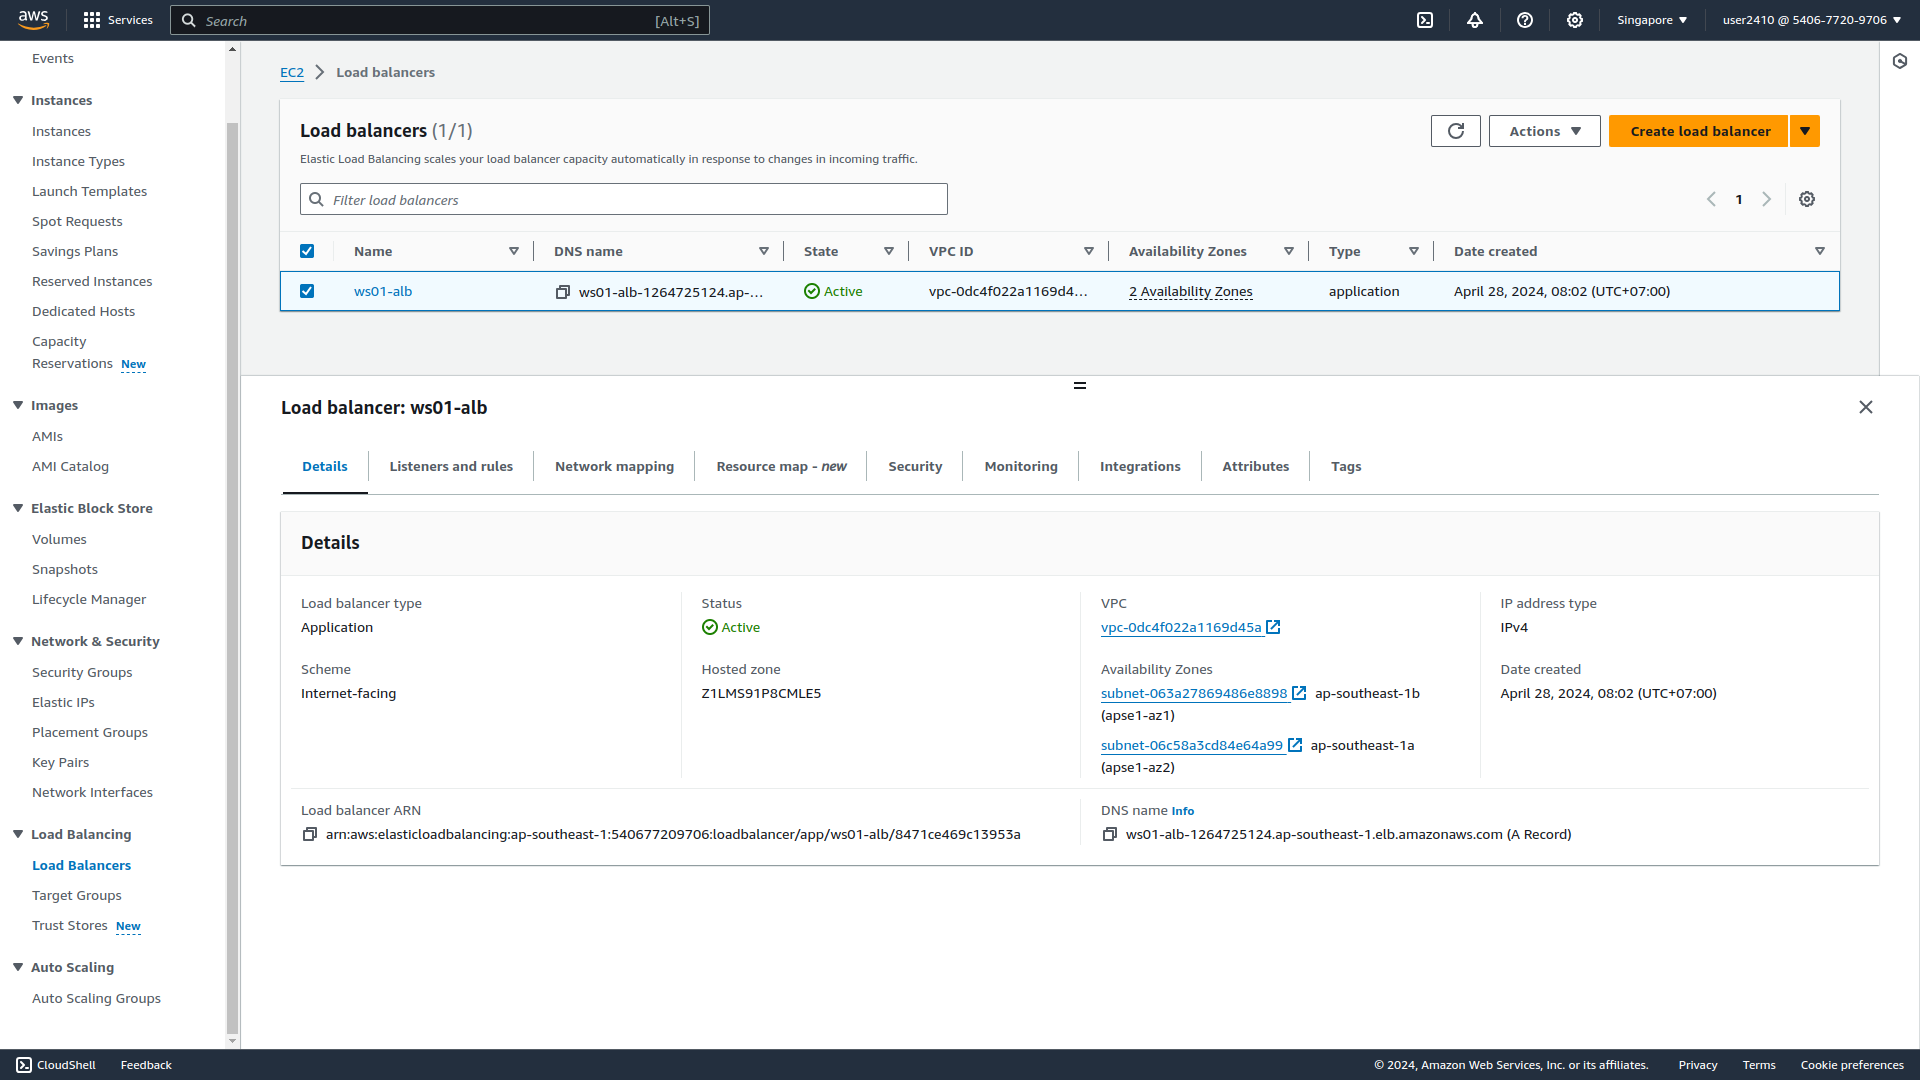 aws
Services
Search
[Alt+S]
Singapore
user2410 @ 5406-7720-9706
Events
Instances
Instances
Instance Types
Launch Templates
Spot Requests
Savings Plans
Reserved Instances
Dedicated Hosts
Capacity
Reservations New
Images
AMIs
AMI Catalog
Elastic Block Store
Volumes
Snapshots
Lifecycle Manager
Network & Security
Security Groups
Elastic IPs
Placement Groups
Key Pairs
Network Interfaces
Load Balancing
Load Balancers
Target Groups
Trust Stores New
Auto Scaling
Auto Scaling Groups
EC2 Load balancers
Load balancers (1/1)
Actions
Create load balancer
Elastic Load Balancing scales your load balancer capacity automatically in response to changes in incoming traffic.
Filter load balancers
1
Name DNS name State VPC ID Availability Zones Type Date created
ws01-alb ws01-alb-1264725124.ap-... Active vpc-0dc4f022a1169d4... 2 Availability Zones application April 28, 2024, 08:02 (UTC+07:00)
Load balancer: ws01-alb
Details Listeners and rules Network mapping Resource map - new Security Monitoring Integrations Attributes Tags
Details
Load balancer type
Application
Scheme
Internet-facing
Status
Active
Hosted zone
Z1LMS91P8CMLE5
VPC
vpc-0dc4f022a1169d45a
Availability Zones
subnet-063a27869486e8898 ap-southeast-1b
(apse1-az1)
subnet-06c58a3cd84e64a99 ap-southeast-1a
(apse1-az2)
IP address type
IPv4
Date created
April 28, 2024, 08:02 (UTC+07:00)
Load balancer ARN
arn:aws:elasticloadbalancing:ap-southeast-1:540677209706:loadbalancer/app/ws01-alb/8471ce469c13953a
DNS name Info
ws01-alb-1264725124.ap-southeast-1.elb.amazonaws.com (A Record)
CloudShell
Feedback
© 2024, Amazon Web Services, Inc. or its affiliates.
Privacy
Terms
Cookie preferences